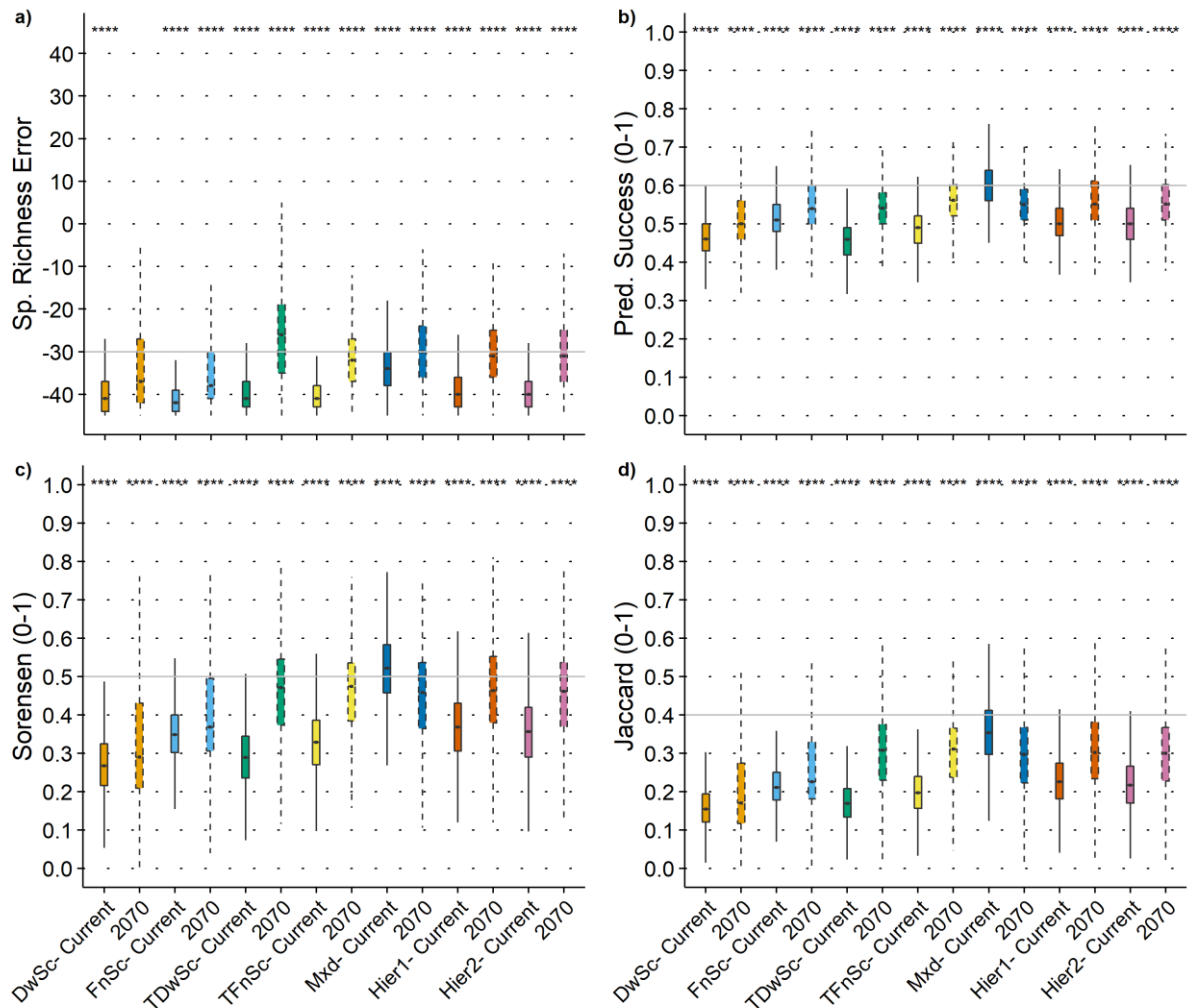 a)
**** **** **** **** **** **** **** **** **** **** **** **** ****
Sp. Richness Error
40
30
20
10
0
-10
-20
-30
-40
b)
**** **** **** **** **** **** **** **** **** **** **** **** **** ****
Pred. Success (0-1)
1.0
0.9
0.8
0.7
0.6
0.5
0.4
0.3
0.2
0.1
0.0
c)
**** **** **** **** **** **** **** **** **** **** **** **** **** ****
Sorensen (0-1)
1.0
0.9
0.8
0.7
0.6
0.5
0.4
0.3
0.2
0.1
0.0
DwSc- Current
2070
FnSc- Current
2070
TDwSc- Current
2070
TFnSc- Current
2070
Mxd- Current
2070
Hier1- Current
2070
Hier2- Current
2070
d)
**** **** **** **** **** **** **** **** **** **** **** **** **** ****
Jaccard (0-1)
1.0
0.9
0.8
0.7
0.6
0.5
0.4
0.3
0.2
0.1
0.0
DwSc- Current
2070
FnSc- Current
2070
TDwSc- Current
2070
TFnSc- Current
2070
Mxd- Current
2070
Hier1- Current
2070
Hier2- Current
2070